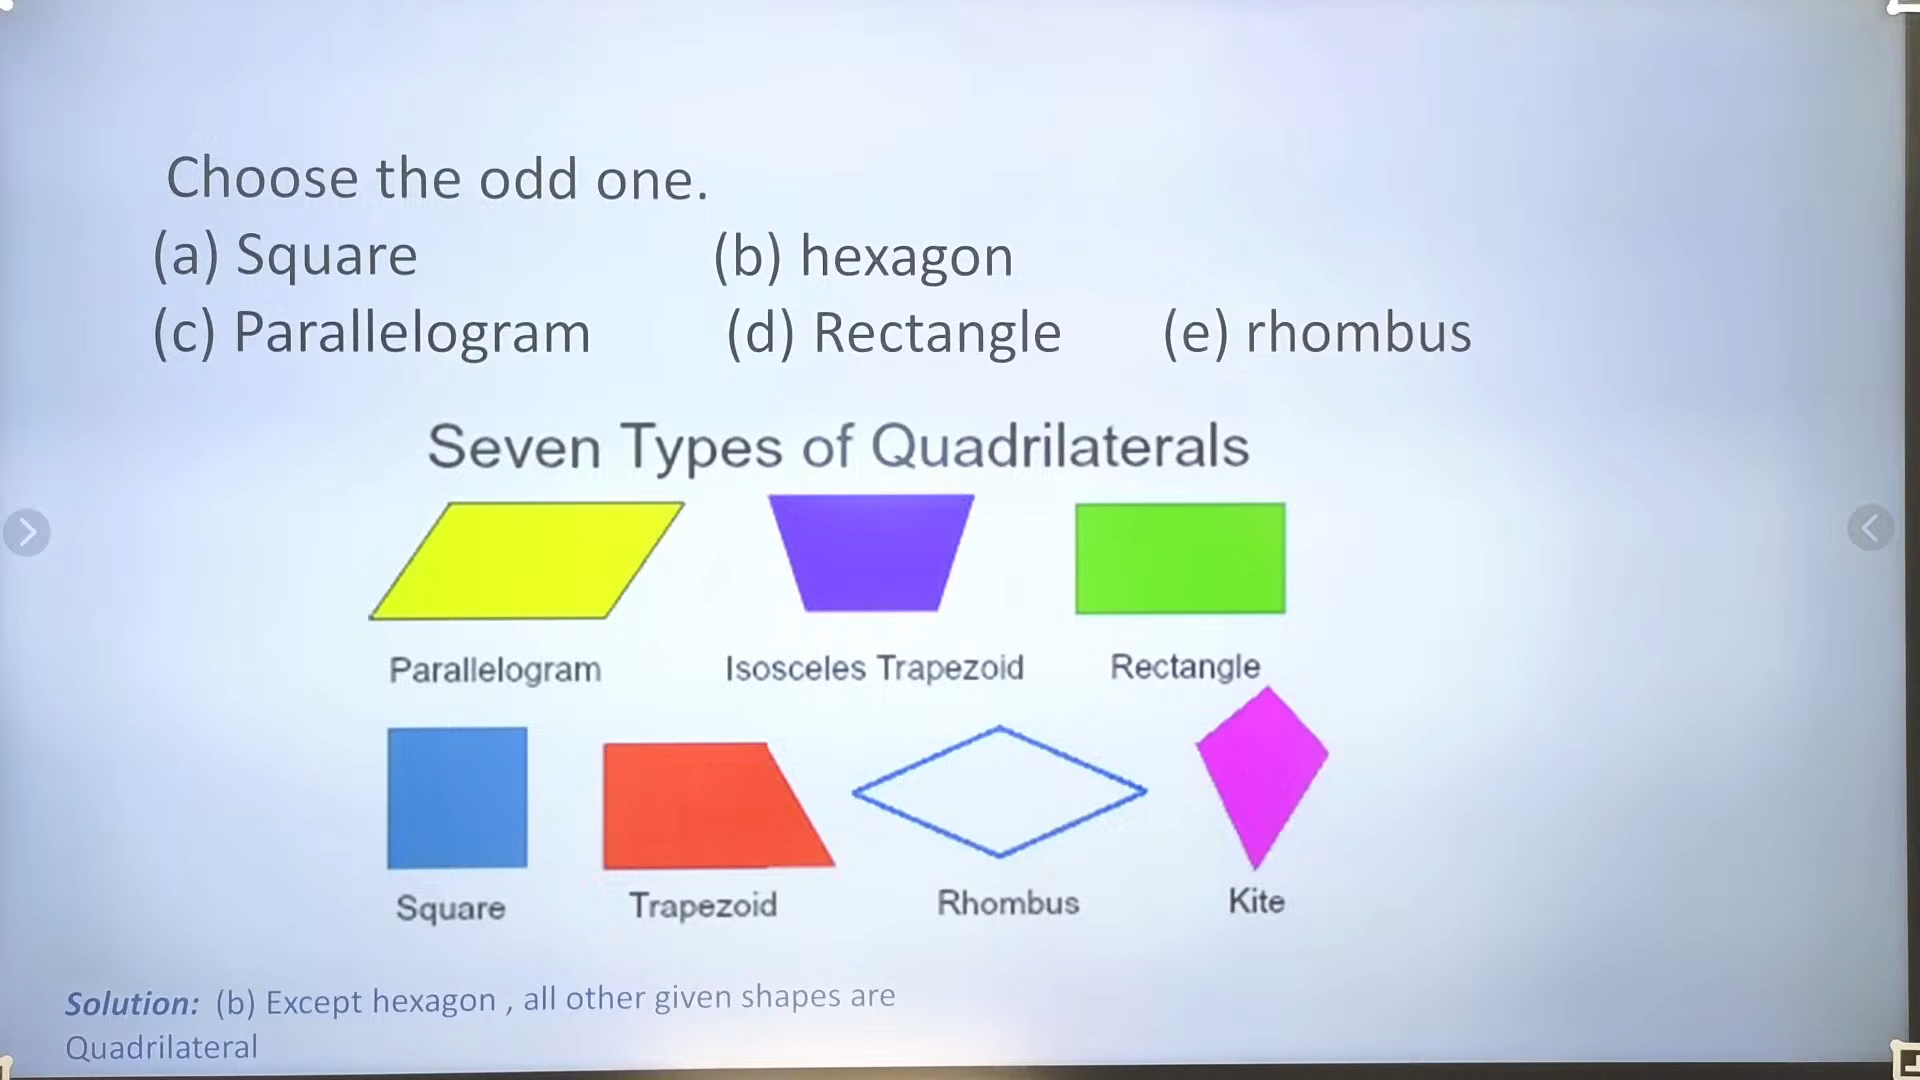 Choose the odd one.
(a) Square (b) hexagon
(c) Parallelogram (d) Rectangle (e) rhombus
Seven Types of Quadrilaterals
Parallelogram Isosceles Trapezoid Rectangle
Square Trapezoid Rhombus Kite
Solution: (b) Except hexagon , all other given shapes are
Quadrilateral